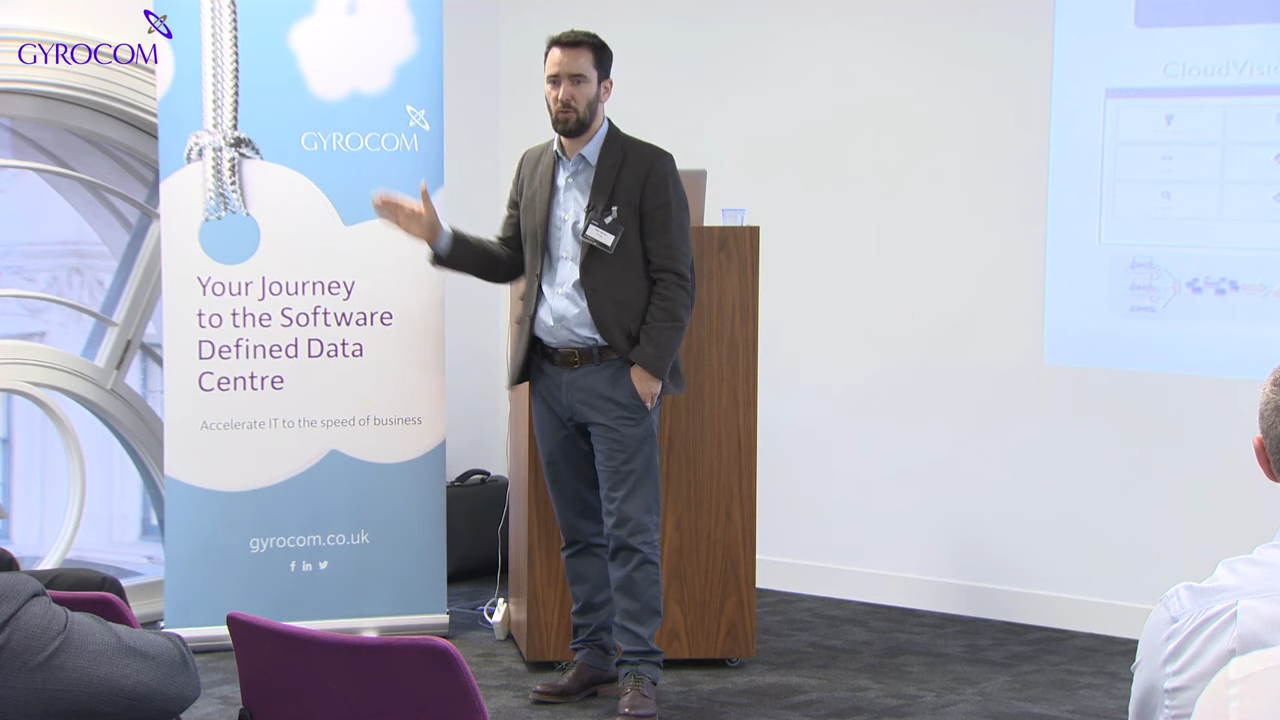 GYROCOM
GYROCOM
Your Journey
to the Software
Defined Data
Centre
Accelerate IT to the speed of business
gyrocom.co.uk
CloudVisi